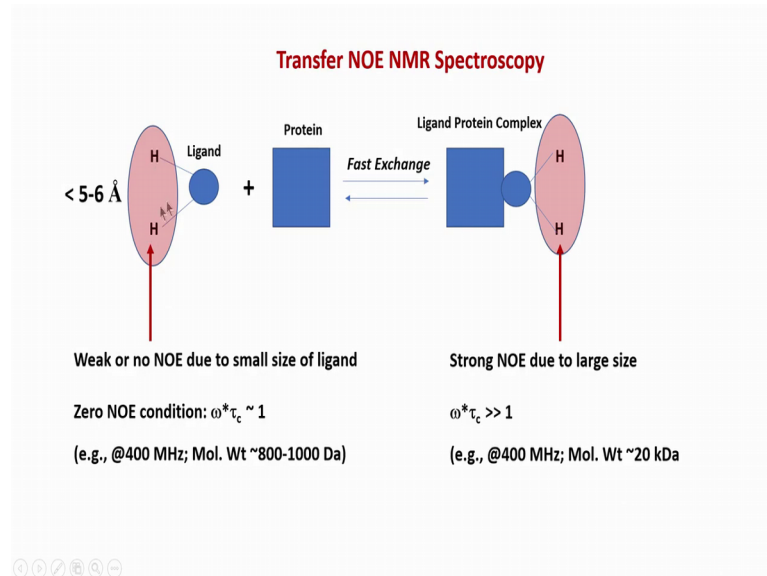 Transfer NOE NMR Spectroscopy
Protein
Ligand Protein Complex
H
Ligand
Fast Exchange
H
< 5-6 Å
+
H
H
Weak or no NOE due to small size of ligand
Strong NOE due to large size
Zero NOE condition: ω*τc ~ 1
ω*τc >> 1
(e.g., @400 MHz; Mol. Wt ~800-1000 Da)
(e.g., @400 MHz; Mol. Wt ~20 kDa